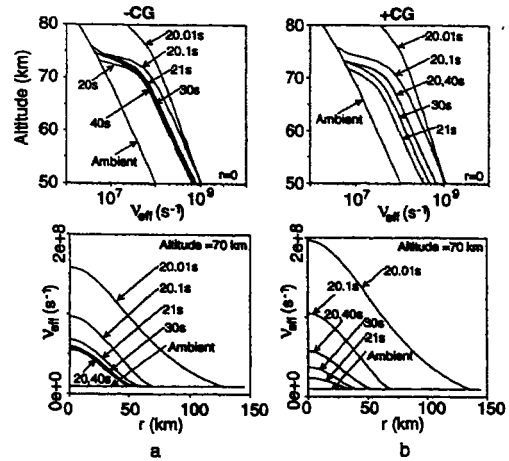 -CG
+CG
80
20.01s
20.1s
21s
30s
20s
40s
Ambient
r=0
70
60
50
Altitude (km)
10^7
10^9
ν_eff (s^-1)
80
20.01s
20.1s
20,40s
30s
21s
Ambient
r=0
70
60
50
10^7
10^9
ν_eff (s^-1)
2e+8
Altitude =70 km
20.01s
20.1s
21s
30s
Ambient
20,40s
0e+0
ν_eff (s^-1)
0
50
100
150
r (km)
a
2e+8
Altitude =70 km
20.01s
20.1s
20,40s
30s
21s
Ambient
0e+0
ν_eff (s^-1)
0
50
100
150
r (km)
b